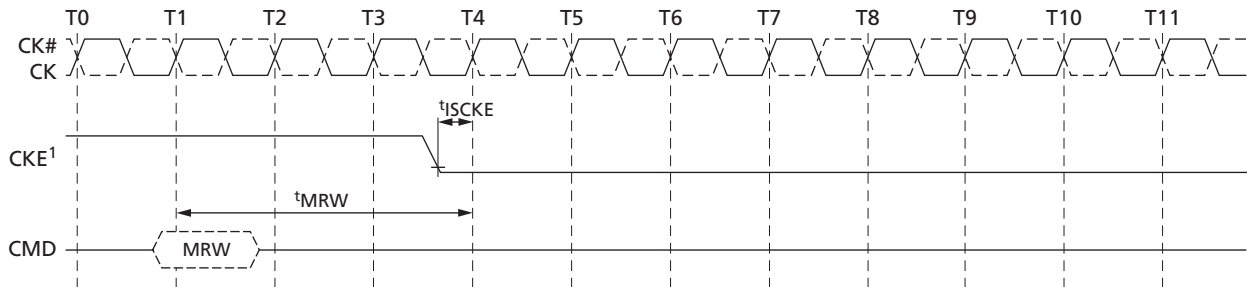 T0 T1 T2 T3 T4 T5 T6 T7 T8 T9 T10 T11
CK#
CK
tISCKE
CKE1
tMRW
CMD MRW